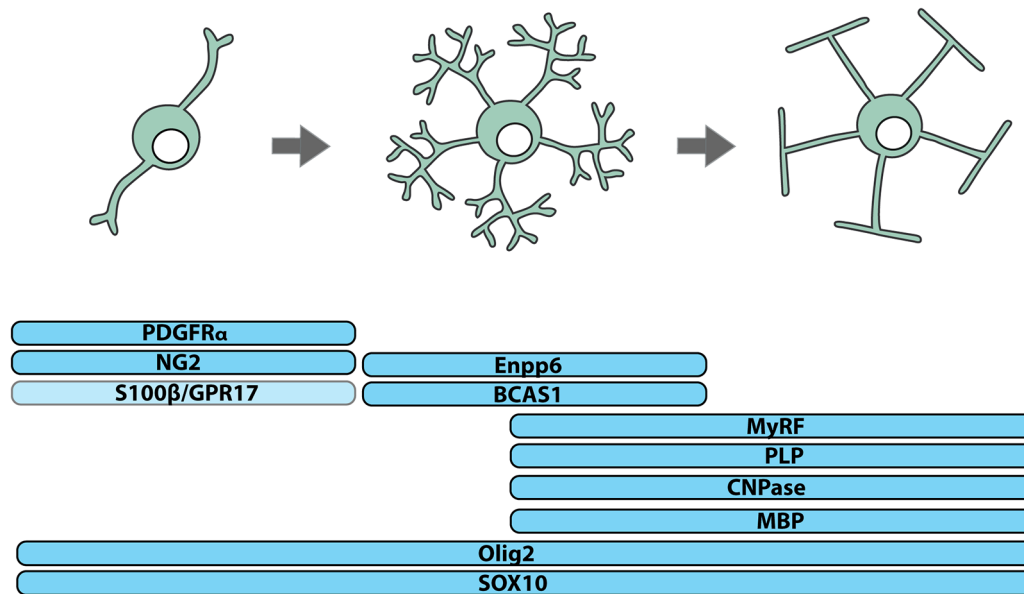 PDGFRα
NG2
Enpp6
S100β/GPR17
BCAS1
MyRF
PLP
CNPase
MBP
Olig2
SOX10